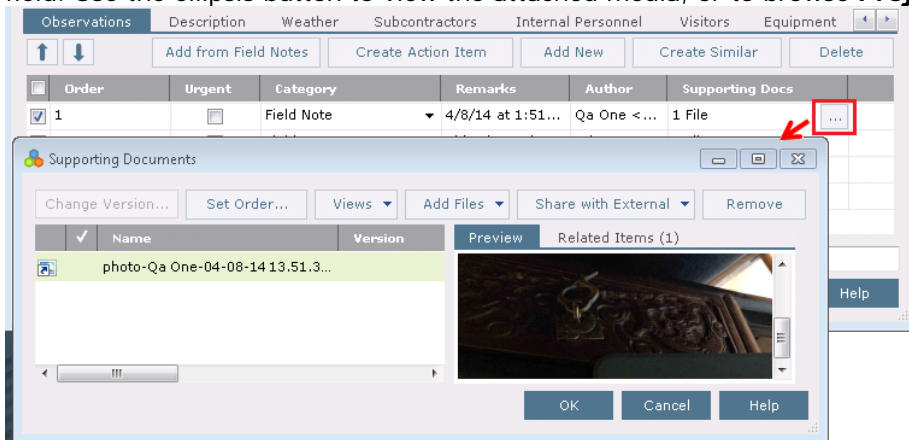 Observations Description Weather Subcontractors Internal Personnel Visitors Equipment
Add from Field Notes Create Action Item Add New Create Similar Delete
Order Urgent Category Remarks Author Supporting Docs
1 Field Note 4/8/14 at 1:51... Qa One <... 1 File ...
Supporting Documents
Change Version... Set Order... Views Add Files Share with External Remove
Name Version Preview Related Items (1)
photo-Qa One-04-08-14 13.51.3...
Help
OK Cancel Help